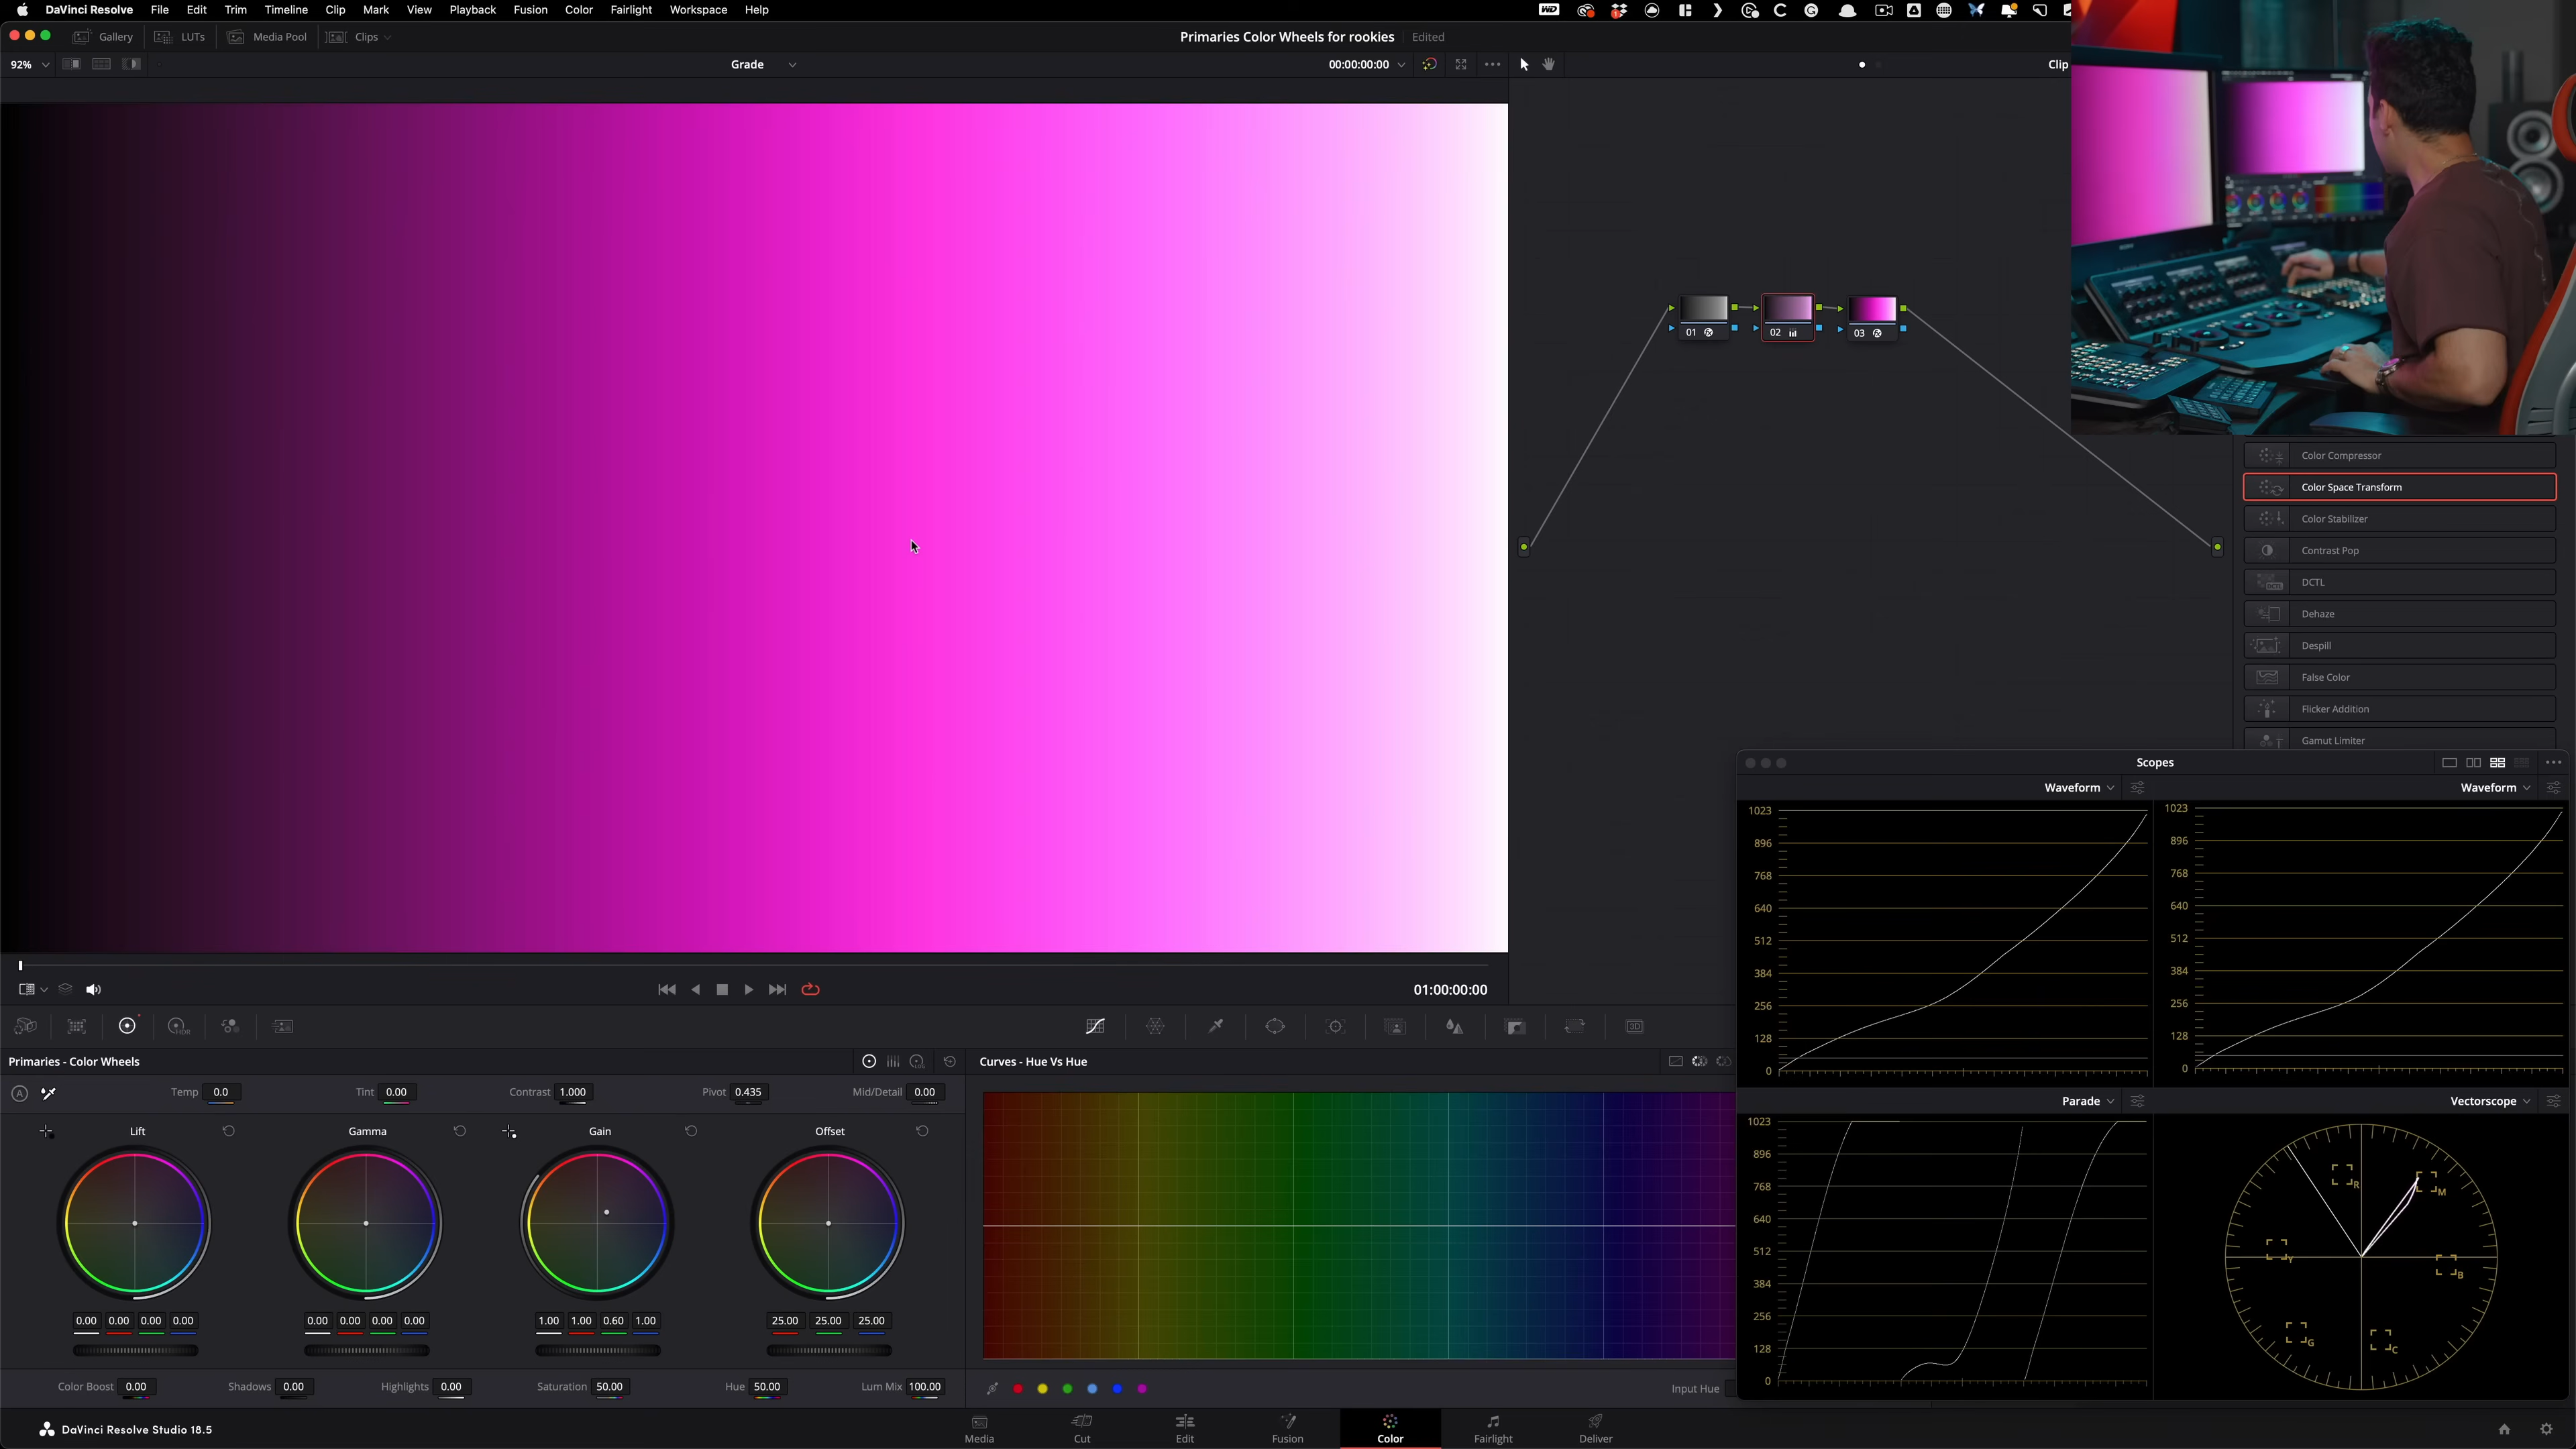 DaVinci Resolve File Edit Trim Timeline Clip Mark View Playback Fusion Color Fairlight Workspace Help
Gallery LUTs Media Pool Clips
Primaries Color Wheels for rookies Edited
92% Grade 00:00:00:00 Clip
01 02 03
Color Compressor
Color Space Transform
Color Stabilizer
Contrast Pop
DCTL
Dehaze
Despill
False Color
Flicker Addition
Gamut Limiter
01:00:00:00
HDR 3D
Primaries - Color Wheels
A Temp 0.0 Tint 0.00 Contrast 1.000 Pivot 0.435 Mid/Detail 0.00
Lift Gamma Gain Offset
0.00 0.00 0.00 0.00 0.00 0.00 0.00 0.00 1.00 1.00 0.60 1.00 25.00 25.00 25.00
Color Boost 0.00 Shadows 0.00 Highlights 0.00 Saturation 50.00 Hue 50.00 Lum Mix 100.00
Curves - Hue Vs Hue
Input Hue
Scopes
Waveform
1023
896
768
640
512
384
256
128
0
Waveform
1023
896
768
640
512
384
256
128
0
Parade
1023
896
768
640
512
384
256
128
0
Vectorscope
R
M
Y
B
G
C
DaVinci Resolve Studio 18.5
Media Cut Edit Fusion Color Fairlight Deliver